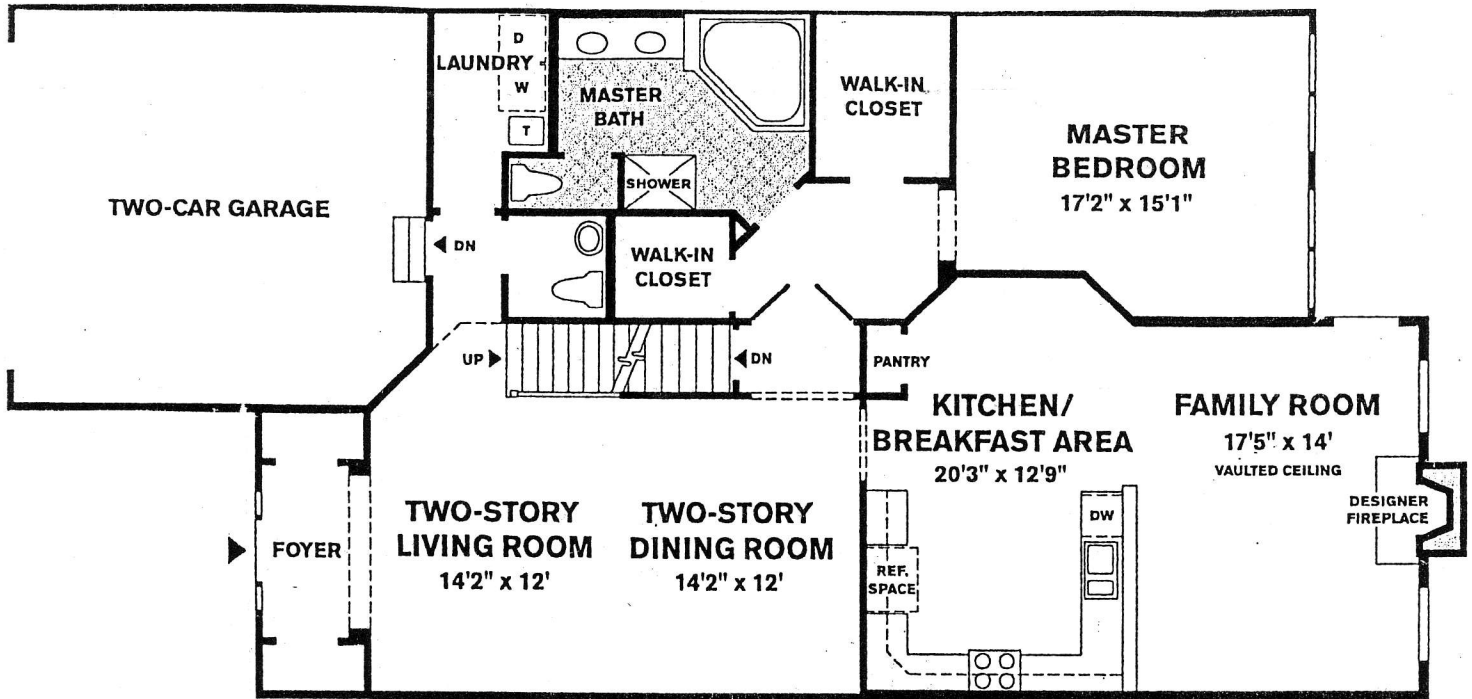 TWO-CAR GARAGE
LAUNDRY
D
W
T
MASTER
BATH
SHOWER
WALK-IN
CLOSET
MASTER
BEDROOM
17'2" x 15'1"
DN
WALK-IN
CLOSET
UP
DN
PANTRY
KITCHEN/
BREAKFAST AREA
20'3" x 12'9"
FAMILY ROOM
17'5" x 14'
VAULTED CEILING
DESIGNER
FIREPLACE
FOYER
TWO-STORY
LIVING ROOM
14'2" x 12'
TWO-STORY
DINING ROOM
14'2" x 12'
REF.
SPACE
DW